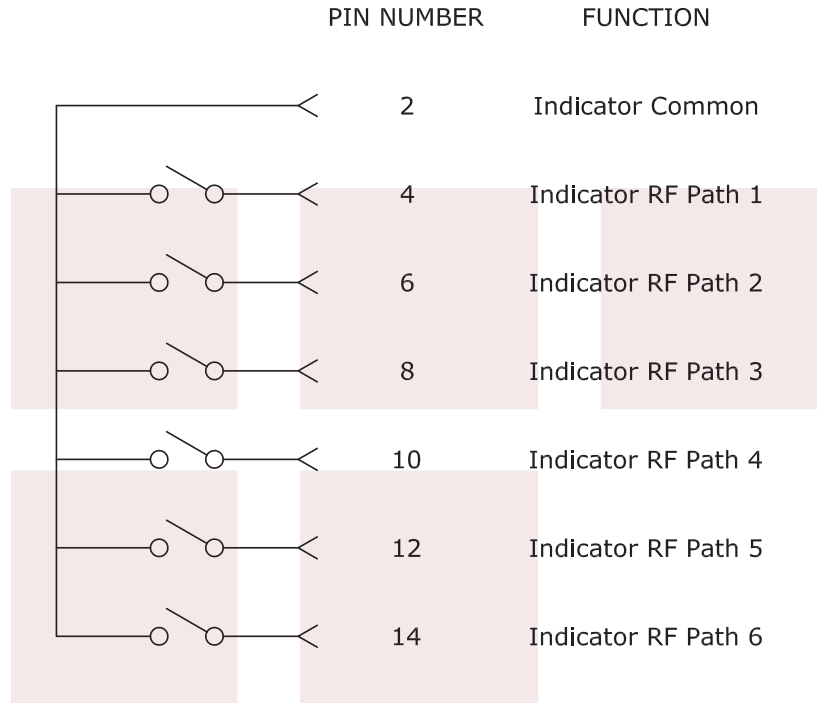 PIN NUMBER FUNCTION
2 Indicator Common
4 Indicator RF Path 1
6 Indicator RF Path 2
8 Indicator RF Path 3
10 Indicator RF Path 4
12 Indicator RF Path 5
14 Indicator RF Path 6